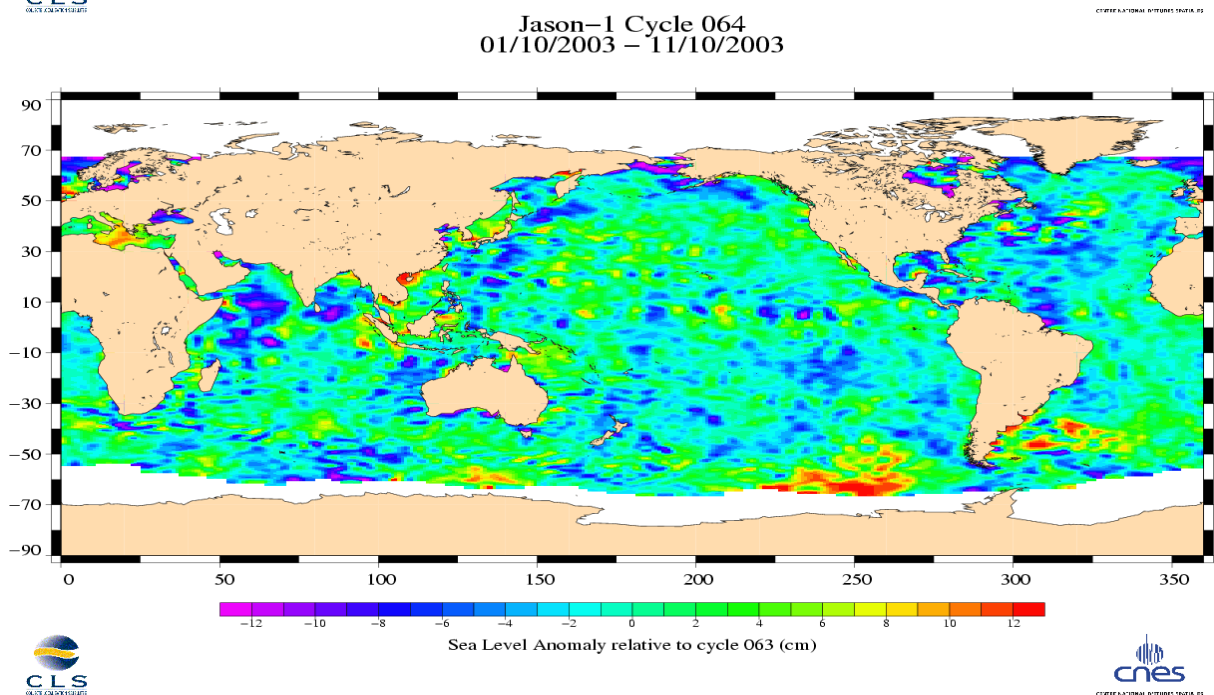 CLS
Jason−1 Cycle 064
01/10/2003 − 11/10/2003
90
70
50
30
10
−10
−30
−50
−70
−90
0 50 100 150 200 250 300 350
−12 −10 −8 −6 −4 −2 0 2 4 6 8 10 12
Sea Level Anomaly relative to cycle 063 (cm)
CLS
cnes